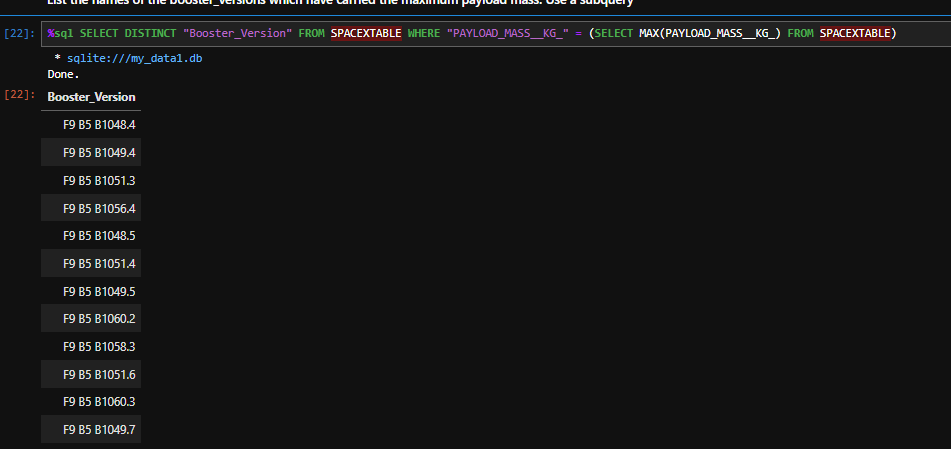 List the names of the booster_versions which have carried the maximum payload mass. Use a subquery
[22]: %sql SELECT DISTINCT "Booster_Version" FROM SPACEXTABLE WHERE "PAYLOAD_MASS__KG_" = (SELECT MAX(PAYLOAD_MASS__KG_) FROM SPACEXTABLE)
* sqlite:///my_data1.db
Done.
[22]: Booster_Version
F9 B5 B1048.4
F9 B5 B1049.4
F9 B5 B1051.3
F9 B5 B1056.4
F9 B5 B1048.5
F9 B5 B1051.4
F9 B5 B1049.5
F9 B5 B1060.2
F9 B5 B1058.3
F9 B5 B1051.6
F9 B5 B1060.3
F9 B5 B1049.7